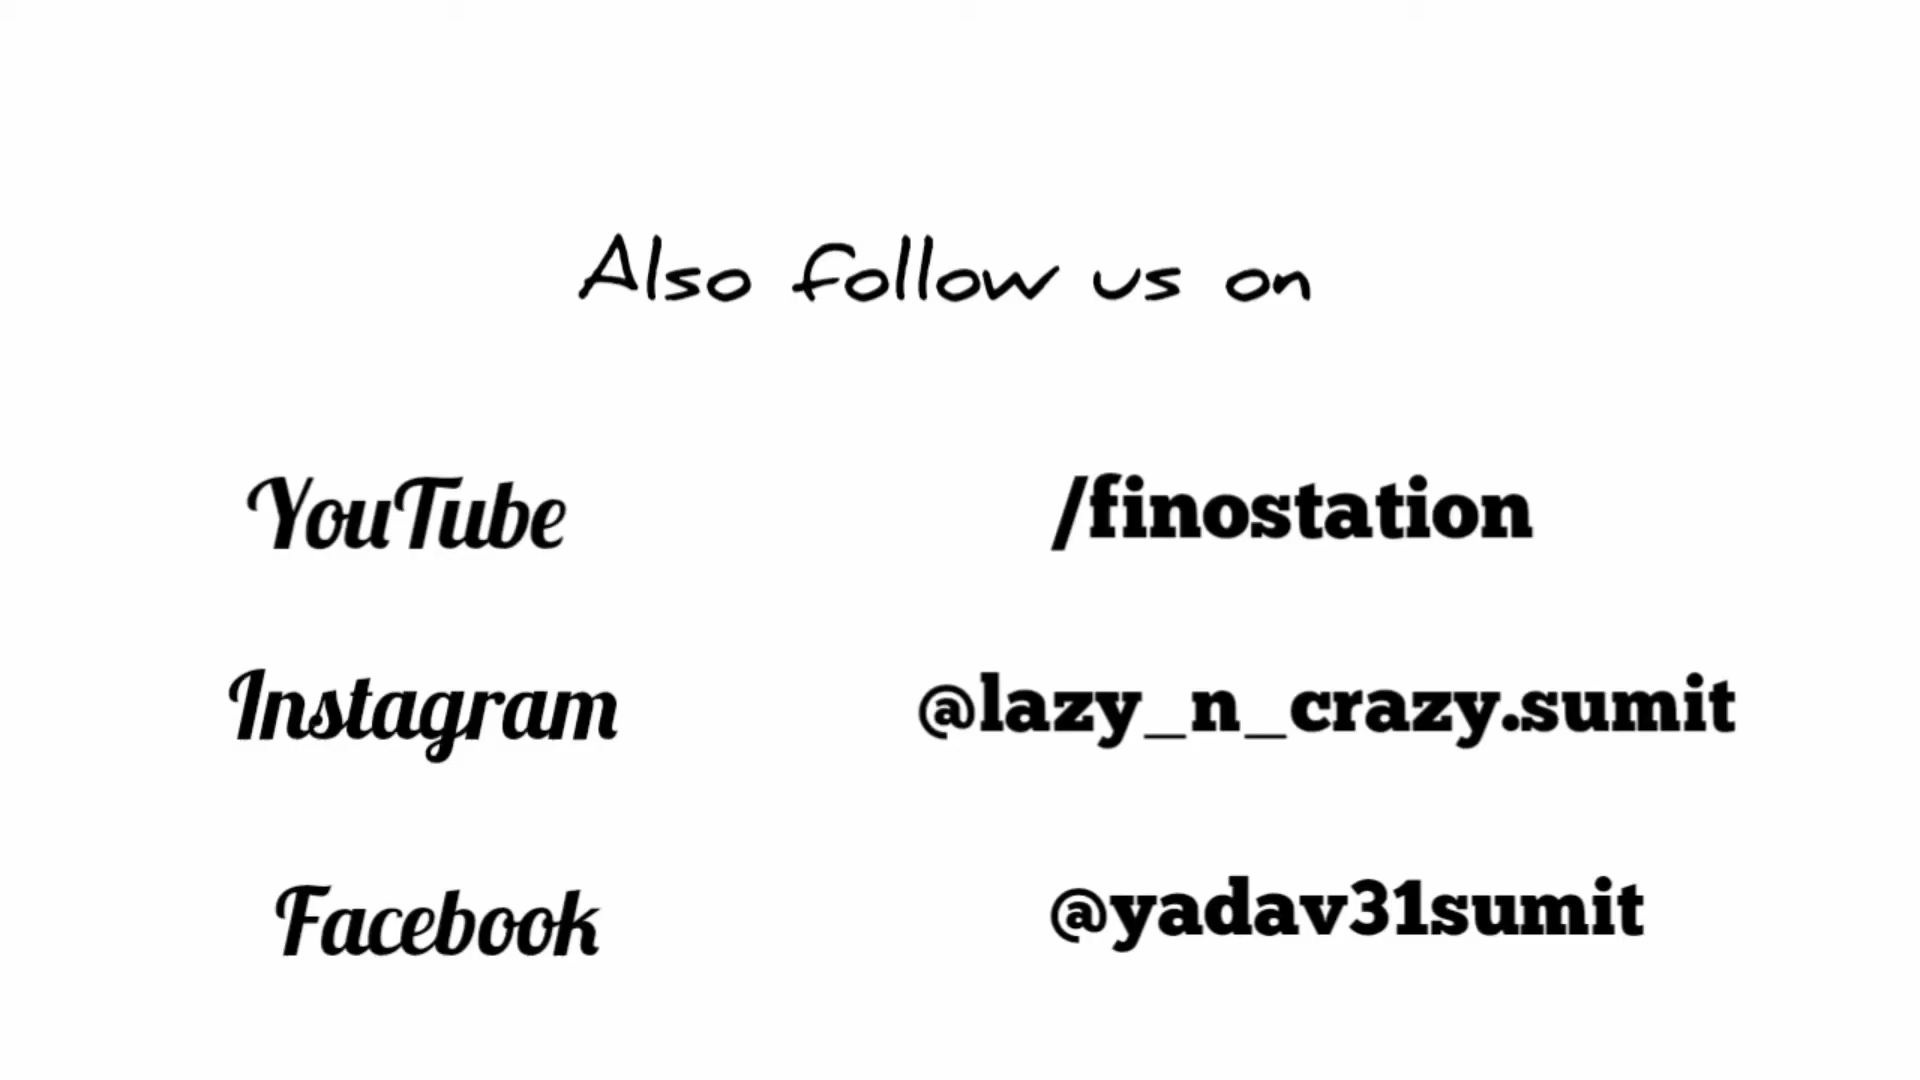 Also follow us on
YouTube /finostation
Instagram @lazy_n_crazy.sumit
Facebook @yadav31sumit